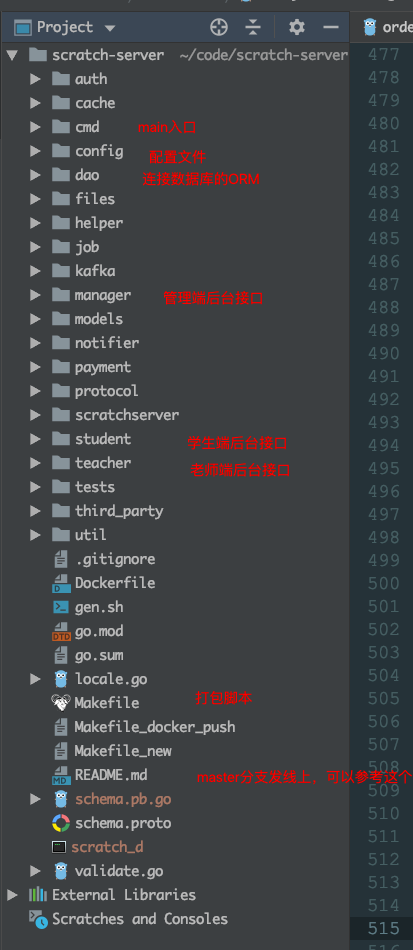 Project
orde
scratch-server ~/code/scratch-server
auth
cache
cmd main入口
config 配置文件
dao 连接数据库的ORM
files
helper
job
kafka
manager 管理端后台接口
models
notifier
payment
protocol
scratchserver
student 学生端后台接口
teacher 老师端后台接口
tests
third_party
util
.gitignore
Dockerfile
gen.sh
go.mod
go.sum
locale.go
Makefile 打包脚本
Makefile_docker_push
Makefile_new
README.md master分支发线上，可以参考这个
schema.pb.go
schema.proto
scratch_d
validate.go
External Libraries
Scratches and Consoles
477
478
479
480
481
482
483
484
485
486
487
488
489
490
491
492
493
494
495
496
497
498
499
500
501
502
503
504
505
506
507
508
509
510
511
512
513
514
515